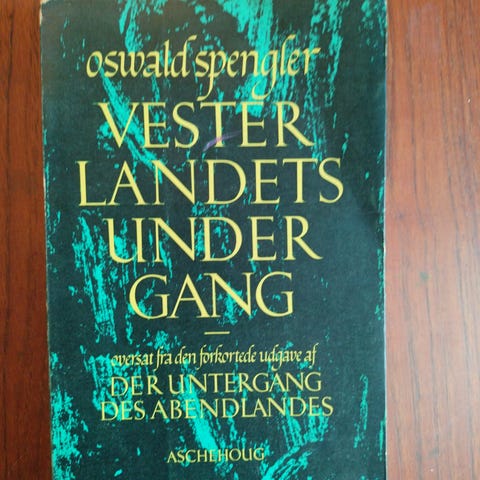 oswald spengler
VESTER
LANDETS
UNDER
GANG
oversat fra den forkortede udgave af
DER UNTERGANG
DES ABENDLANDES
ASCHEHOUG